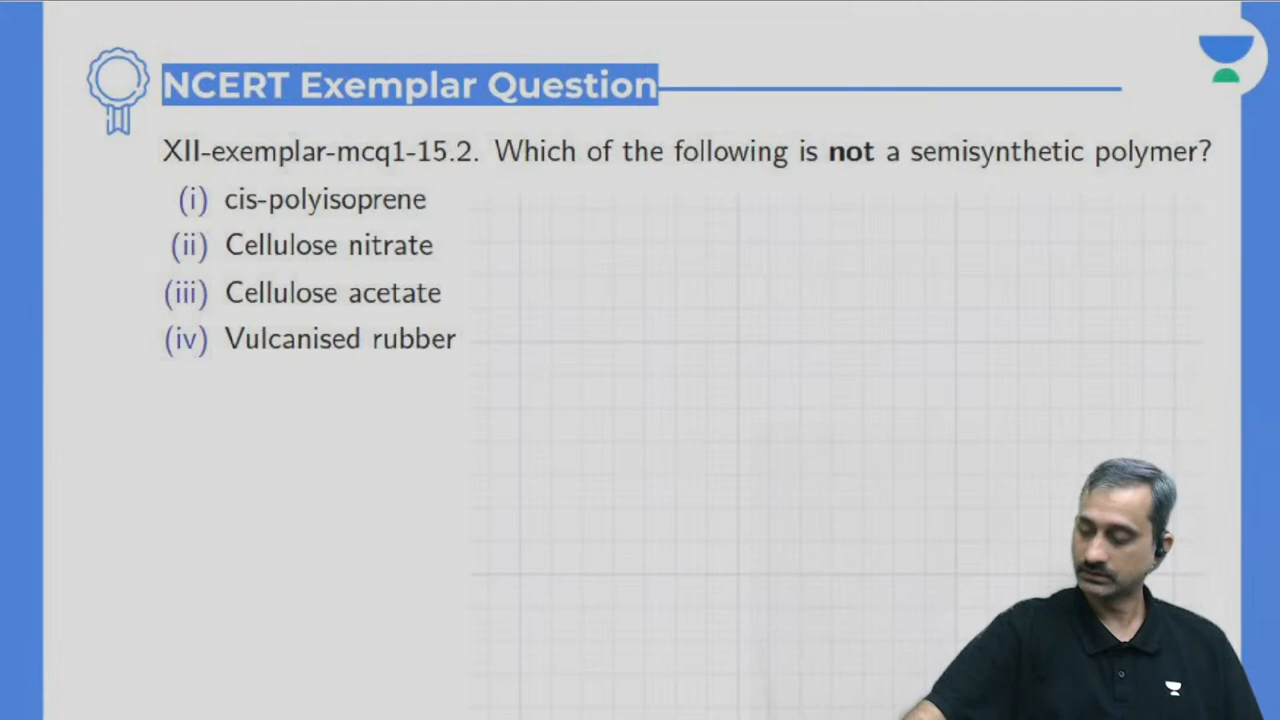 NCERT Exemplar Question
XII-exemplar-mcq1-15.2. Which of the following is not a semisynthetic polymer?
(i) cis-polyisoprene
(ii) Cellulose nitrate
(iii) Cellulose acetate
(iv) Vulcanised rubber